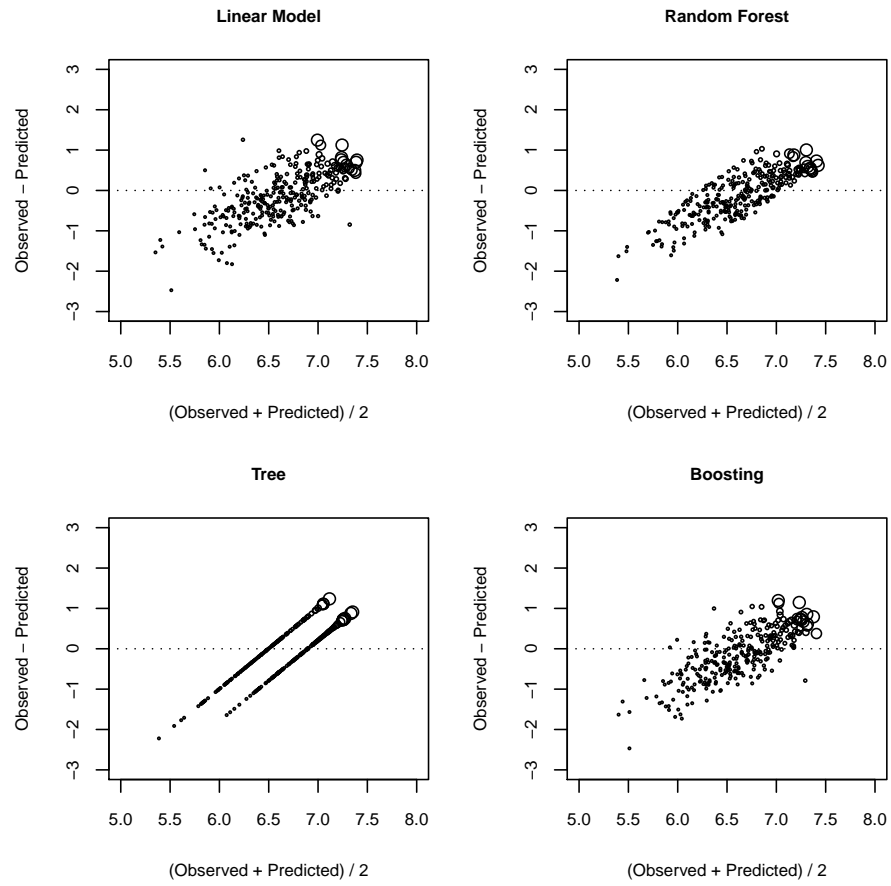 Linear Model
Observed − Predicted
3
2
1
0
−1
−2
−3
5.0 5.5 6.0 6.5 7.0 7.5 8.0
(Observed + Predicted) / 2
Random Forest
Observed − Predicted
3
2
1
0
−1
−2
−3
5.0 5.5 6.0 6.5 7.0 7.5 8.0
(Observed + Predicted) / 2
Tree
Observed − Predicted
3
2
1
0
−1
−2
−3
5.0 5.5 6.0 6.5 7.0 7.5 8.0
(Observed + Predicted) / 2
Boosting
Observed − Predicted
3
2
1
0
−1
−2
−3
5.0 5.5 6.0 6.5 7.0 7.5 8.0
(Observed + Predicted) / 2